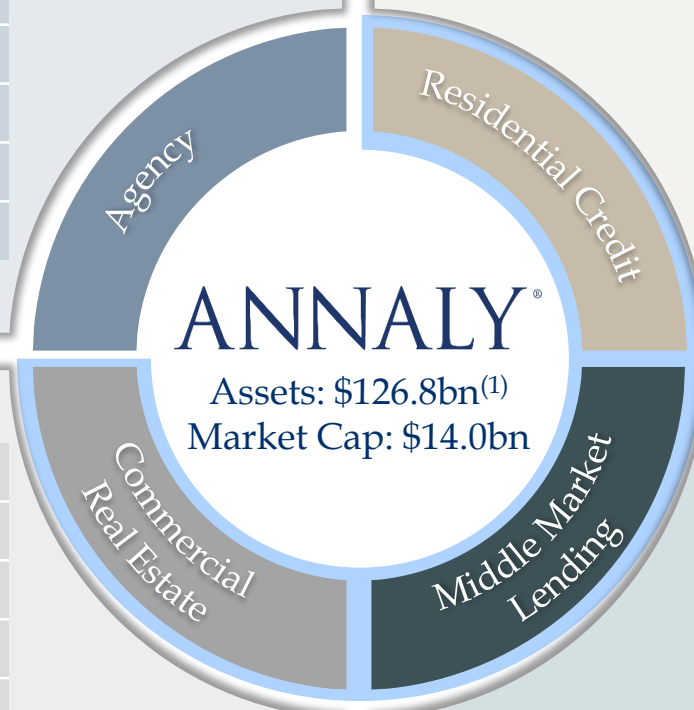 Agency
Residential Credit
ANNALY®
Assets: $126.8bn(1)
Market Cap: $14.0bn
Commercial
Real Estate
Middle Market
Lending